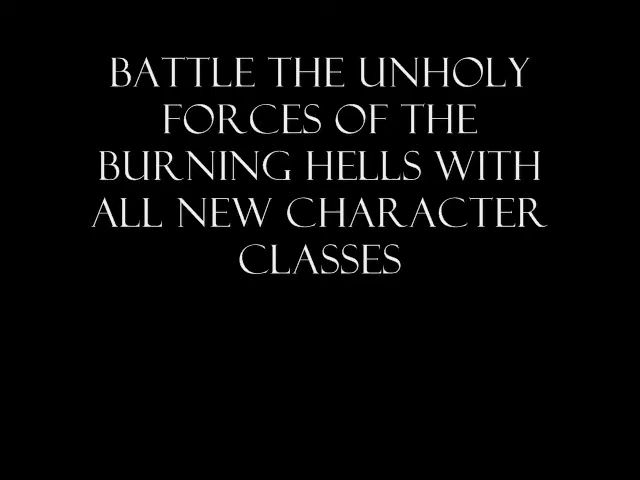 BATTLE THE UNHOLY
FORCES OF THE
BURNING HELLS WITH
ALL NEW CHARACTER
CLASSES